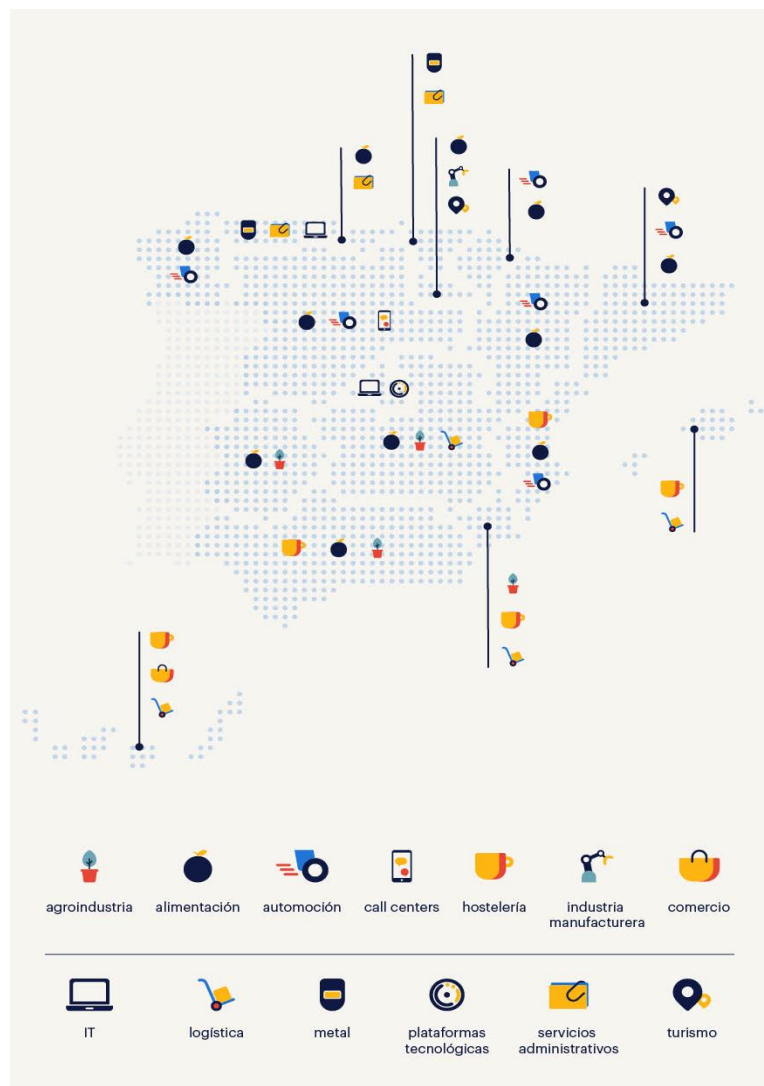 agroindustria
alimentación
automoción
call centers
hostelería
industria
manufacturera
comercio
IT
logística
metal
plataformas
tecnológicas
servicios
administrativos
turismo